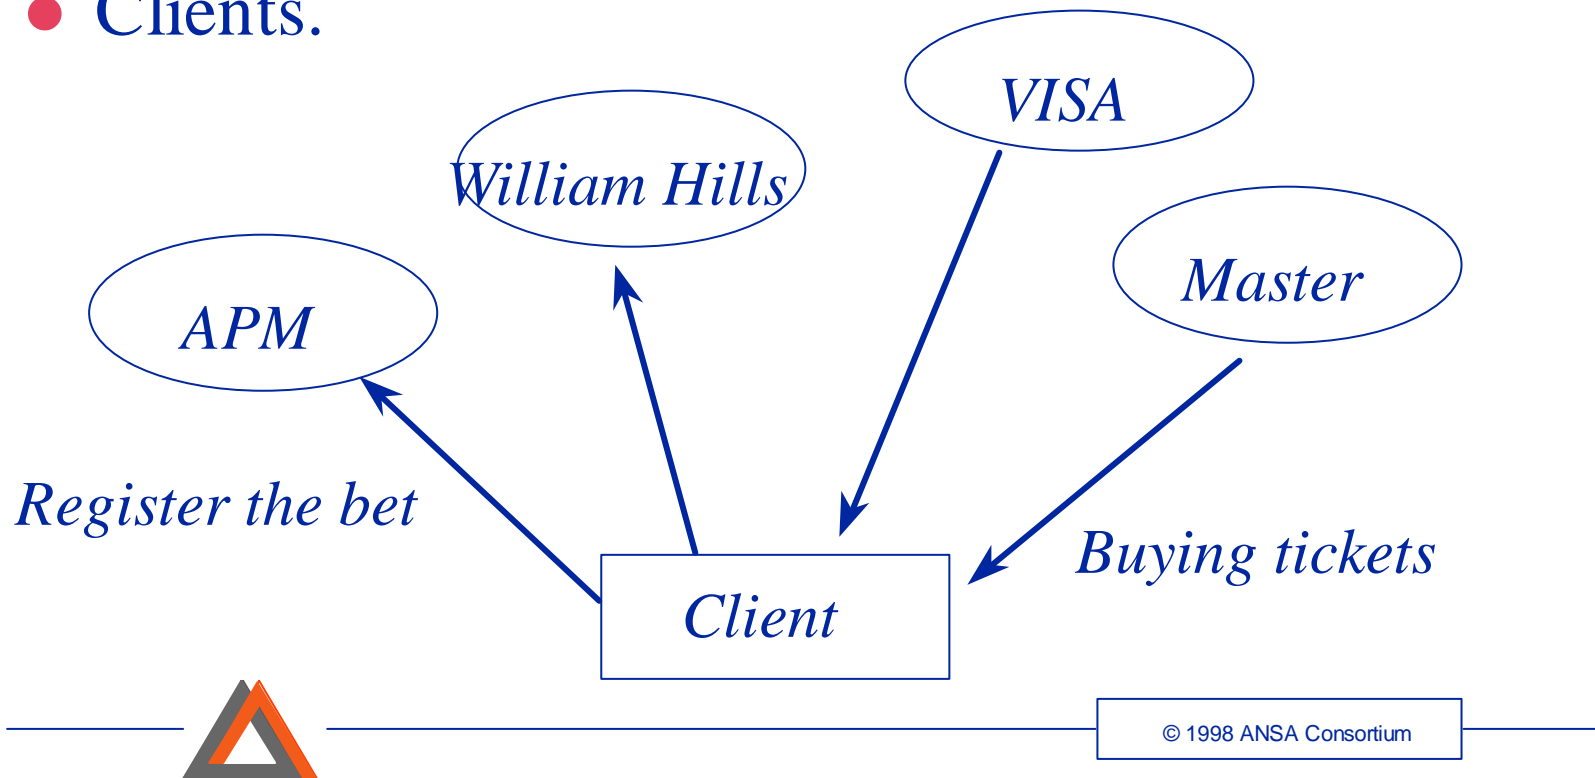 Clients.
VISA
William Hills
Master
APM
Register the bet
Buying tickets
Client
© 1998 ANSA Consortium